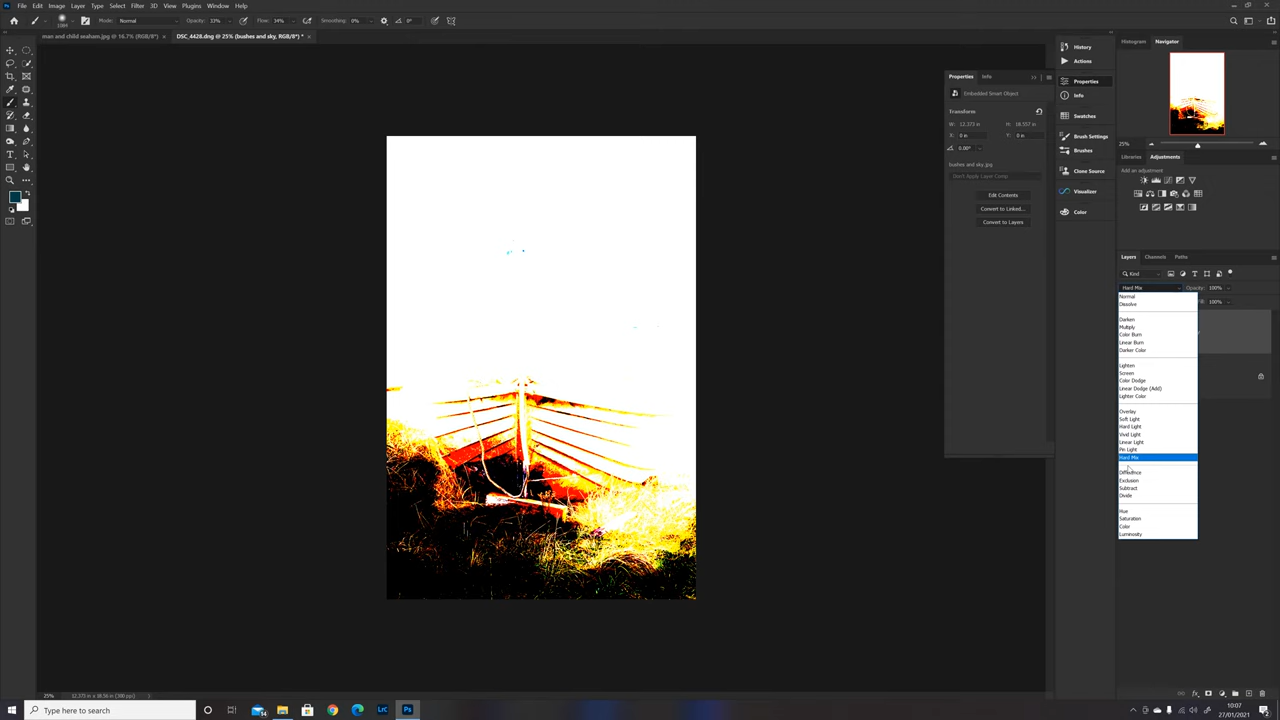 File Edit Image Layer Type Select Filter 3D View Plugins Window Help
Mode: Normal Opacity: 33% Flow: 34% Smoothing: 0% 0°
man and child seaham.jpg @ 16.7% (RGB/8*) × DSC_4428.dng @ 25% (bushes and sky, RGB/8*) * ×
Histogram Navigator
History
Actions
Properties
Info
Swatches
Brush Settings
Brushes
Clone Source
Visualizer
Color
Properties Info
Embedded Smart Object
Transform
W: 12.373 in H: 18.557 in
X: 0 in Y: 0 in
0.00°
bushes and sky.jpg
Don't Apply Layer Comp
Edit Contents
Convert to Linked...
Convert to Layers
25%
Libraries Adjustments
Add an adjustment
Layers Channels Paths
Kind
Hard Mix Opacity: 100%
Fill: 100%
Normal
Dissolve
Darken
Multiply
Color Burn
Linear Burn
Darker Color
Lighten
Screen
Color Dodge
Linear Dodge (Add)
Lighter Color
Overlay
Soft Light
Hard Light
Vivid Light
Linear Light
Pin Light
Hard Mix
Difference
Exclusion
Subtract
Divide
Hue
Saturation
Color
Luminosity
25% 12.373 in x 18.56 in (300 ppi)
Type here to search
LrC
Ps
10:07
27/01/2021